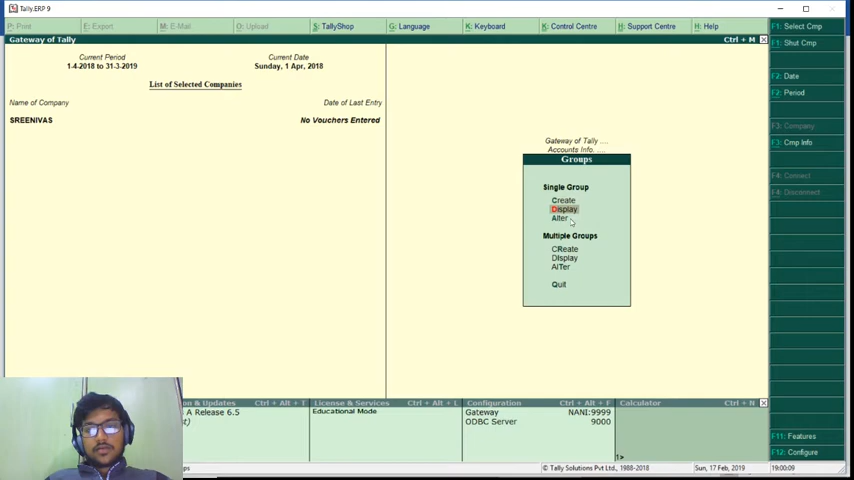 Tally.ERP 9
P: Print
E: Export
M: E-Mail
O: Upload
S: TallyShop
G: Language
K: Keyboard
K: Control Centre
H: Support Centre
H: Help
F1: Select Cmp
F1: Shut Cmp
F2: Date
F2: Period
F3: Company
F3: Cmp Info
F4: Connect
F4: Disconnect
F11: Features
F12: Configure
Gateway of Tally
Ctrl + M
Current Period
1-4-2018 to 31-3-2019
Current Date
Sunday, 1 Apr, 2018
List of Selected Companies
Name of Company
Date of Last Entry
SREENIVAS
No Vouchers Entered
Gateway of Tally ....
Accounts Info. ....
Groups
Single Group
Create
Display
Alter
Multiple Groups
CReate
DIsplay
AlTer
Quit
n & Updates
Ctrl + Alt + T
s A Release 6.5
st)
License & Services
Ctrl + Alt + L
Educational Mode
Configuration
Ctrl + Alt + F
Gateway
NANI:9999
ODBC Server
9000
Calculator
Ctrl + N
1>
ps
© Tally Solutions Pvt Ltd., 1988-2018
Sun, 17 Feb, 2019
19:00:09